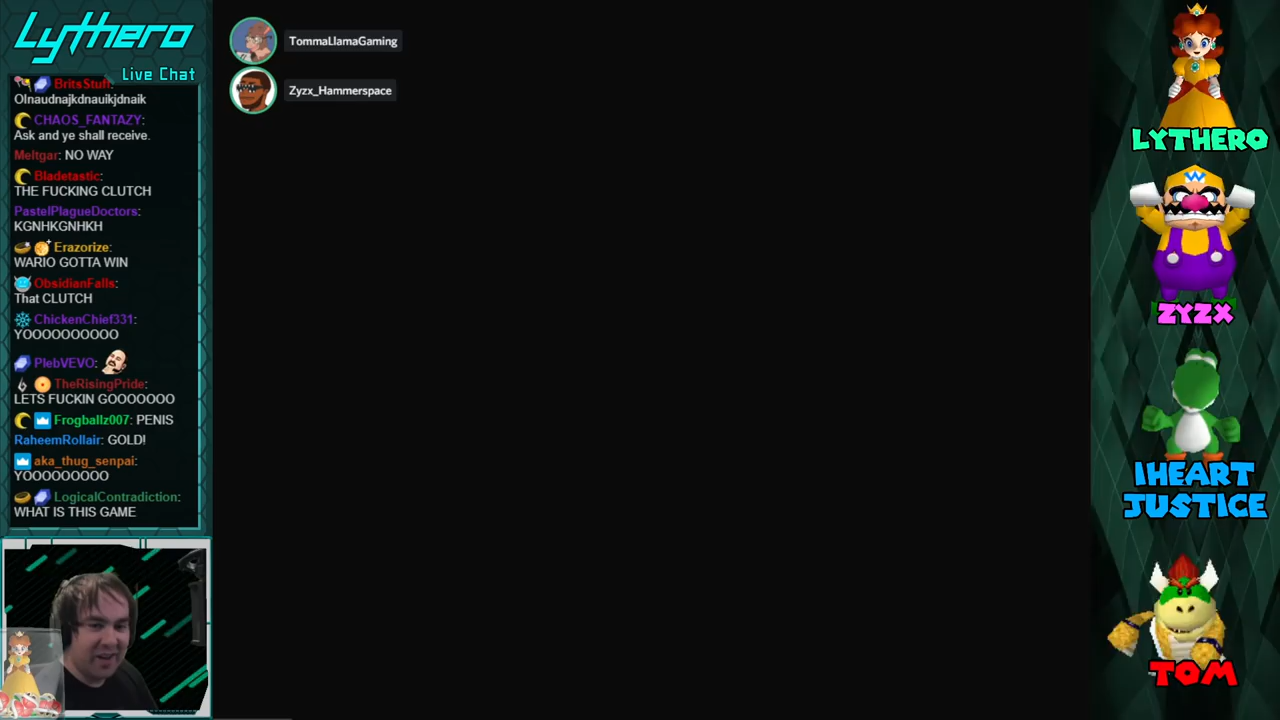 Lythero
Live Chat
BritsStuff:
OInaudnajkdnauikjdnaik
CHAOS_FANTAZY:
Ask and ye shall receive.
Meltgar: NO WAY
Bladetastic:
THE FUCKING CLUTCH
PastelPlagueDoctors:
KGNHKGNHKH
Erazorize:
WARIO GOTTA WIN
ObsidianFalls:
That CLUTCH
ChickenChief331:
YOOOOOOOOOO
PlebVEVO:
TheRisingPride:
LETS FUCKIN GOOOOOOO
Frogballz007: PENIS
RaheemRollair: GOLD!
aka_thug_senpai:
YOOOOOOOOO
LogicalContradiction:
WHAT IS THIS GAME
TommaLlamaGaming
Zyzx_Hammerspace
LYTHERO
W
ZYZX
IHEART
JUSTICE
TOM